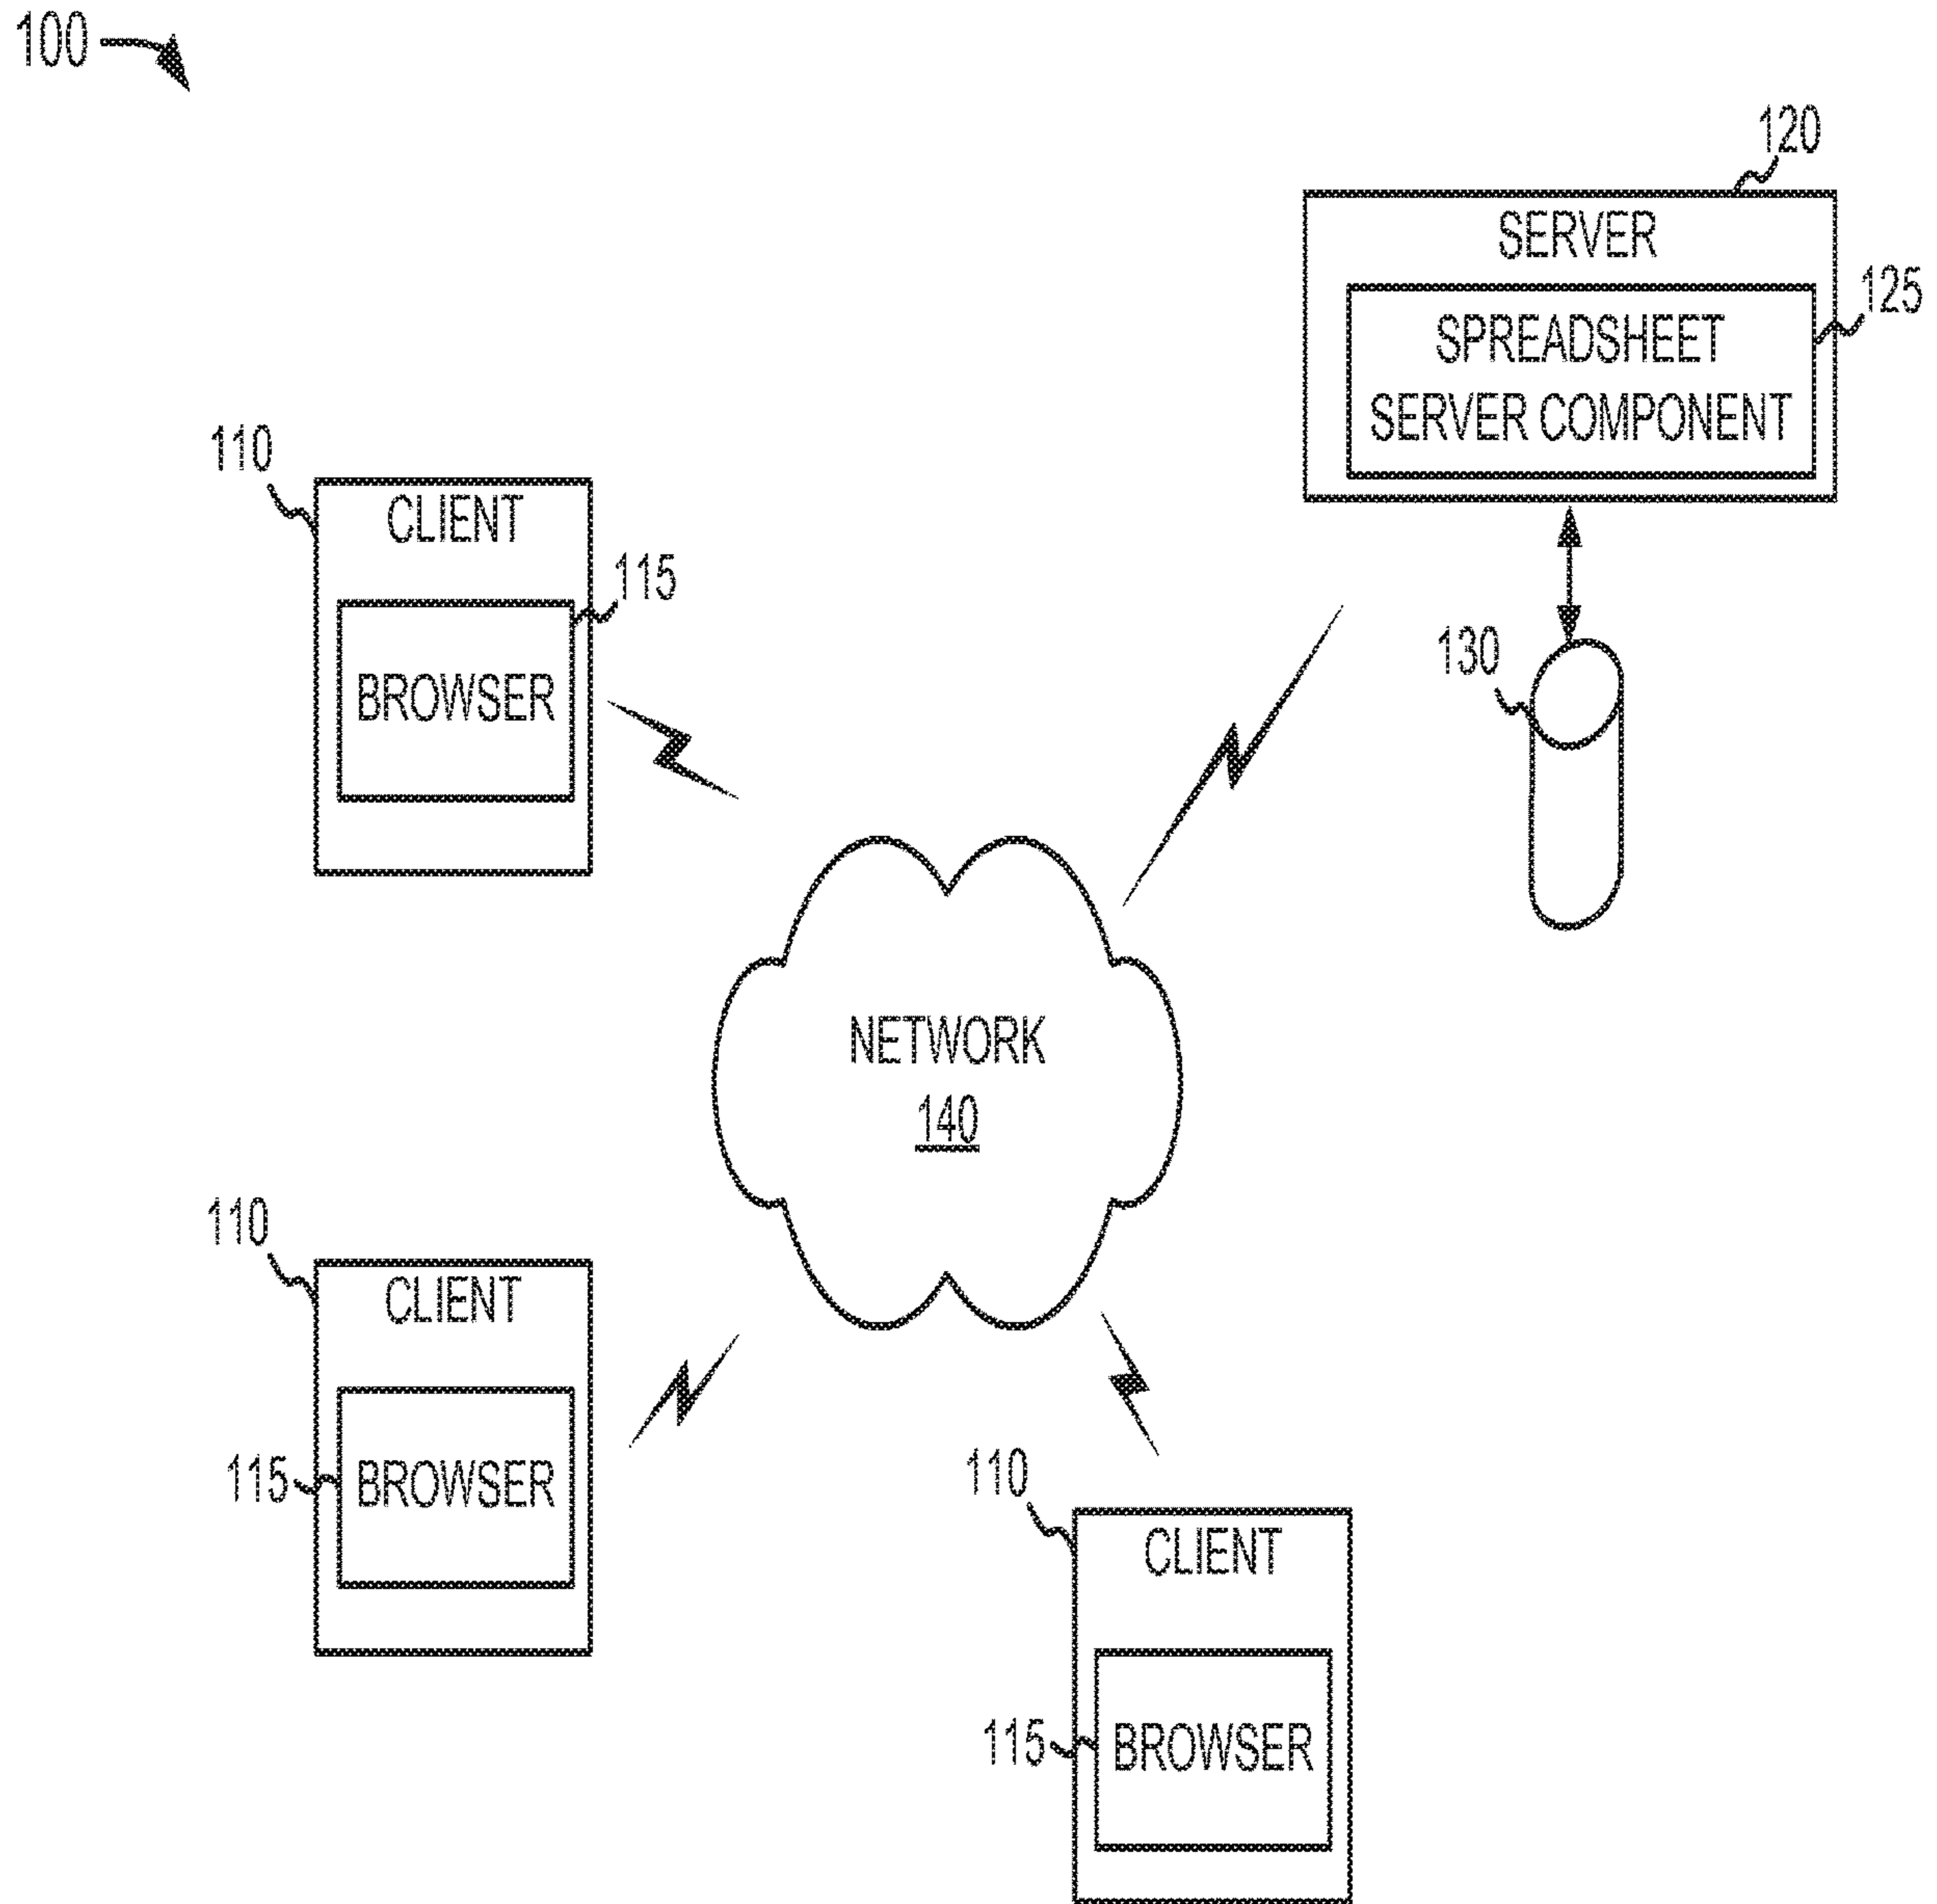 100
120
SERVER
125
SPREADSHEET
SERVER COMPONENT
110
CLIENT
115
BROWSER
130
NETWORK
140
110
CLIENT
115
BROWSER
110
CLIENT
115
BROWSER